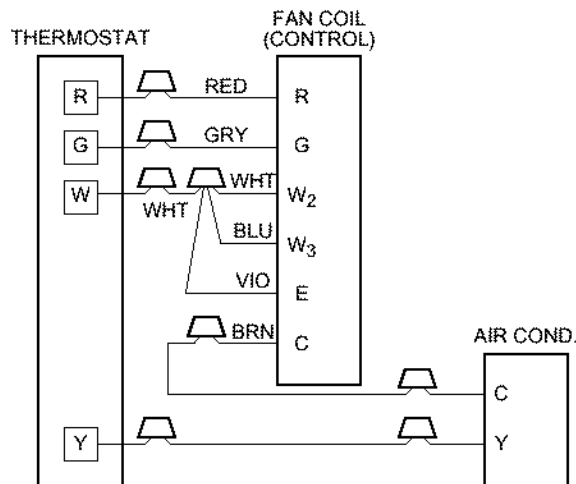 FAN COIL
(CONTROL)
THERMOSTAT
R RED R
G GRY G
W WHT WHT W2
BLU W3
VIO E
BRN C
AIR COND.
C
Y Y